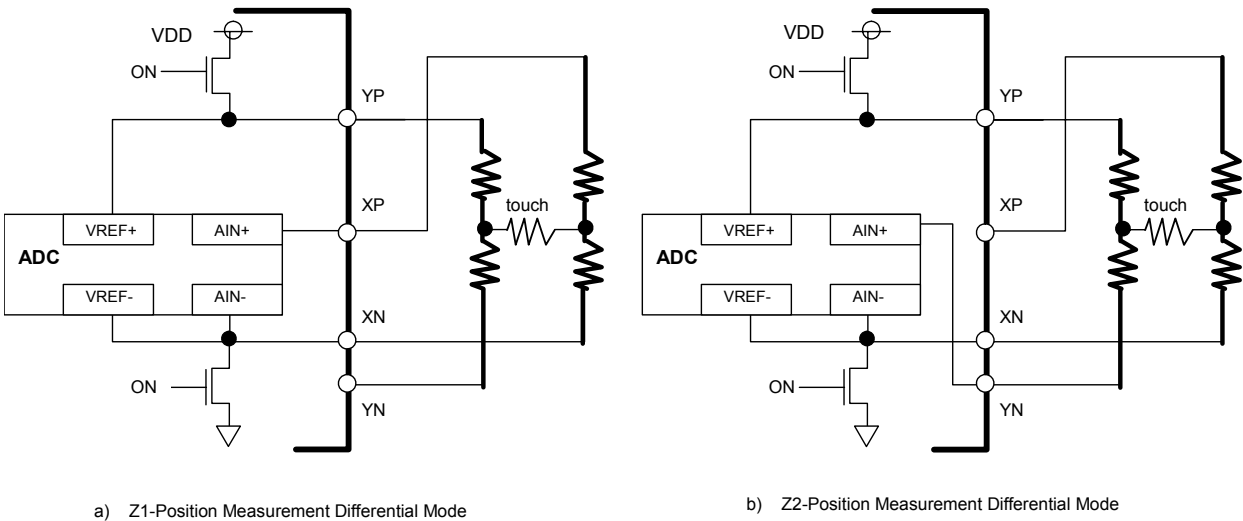 VDD
ON
YP
XP
touch
VREF+
AIN+
ADC
VREF-
AIN-
XN
ON
YN
a) Z1-Position Measurement Differential Mode
VDD
ON
YP
XP
touch
VREF+
AIN+
ADC
VREF-
AIN-
XN
ON
YN
b) Z2-Position Measurement Differential Mode